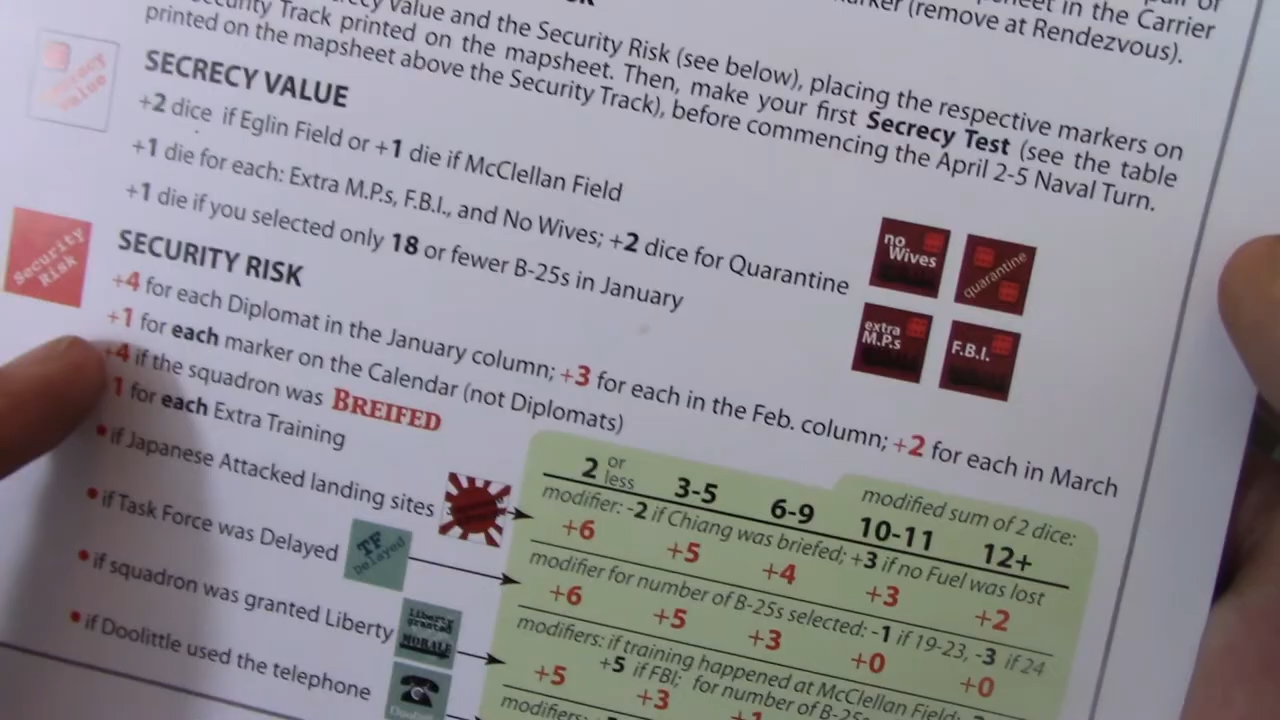 sheet in the Carrier
marker (remove at Rendezvous).
value and the Security Risk (see below), placing the respective markers on
Security Track printed on the mapsheet. Then, make your first Secrecy Test (see the table
printed on the mapsheet above the Security Track), before commencing the April 2-5 Naval Turn.
Secrecy
Value
SECRECY VALUE
+2 dice if Eglin Field or +1 die if McClellan Field
+1 die for each: Extra M.P.s, F.B.I., and No Wives; +2 dice for Quarantine
+1 die if you selected only 18 or fewer B-25s in January
no
Wives
quarantine
extra
M.P.s
F.B.I.
Security
Risk
SECURITY RISK
+4 for each Diplomat in the January column; +3 for each in the Feb. column; +2 for each in March
+1 for each marker on the Calendar (not Diplomats)
+4 if the squadron was BREIFED
1 for each Extra Training
• if Japanese Attacked landing sites
• if Task Force was Delayed
TF
Delayed
• if squadron was granted Liberty
Liberty
granted
MORALE
• if Doolittle used the telephone
modified sum of 2 dice:
2 or less 3-5 6-9 10-11 12+
modifier: -2 if Chiang was briefed; +3 if no Fuel was lost
+6 +5 +4 +3 +2
modifier for number of B-25s selected: -1 if 19-23, -3 if 24
+6 +5 +3 +0 +0
modifiers: if training happened at McClellan Field:
+5 if FBI; for number of B-25s
+5 +3 +1
modifiers: